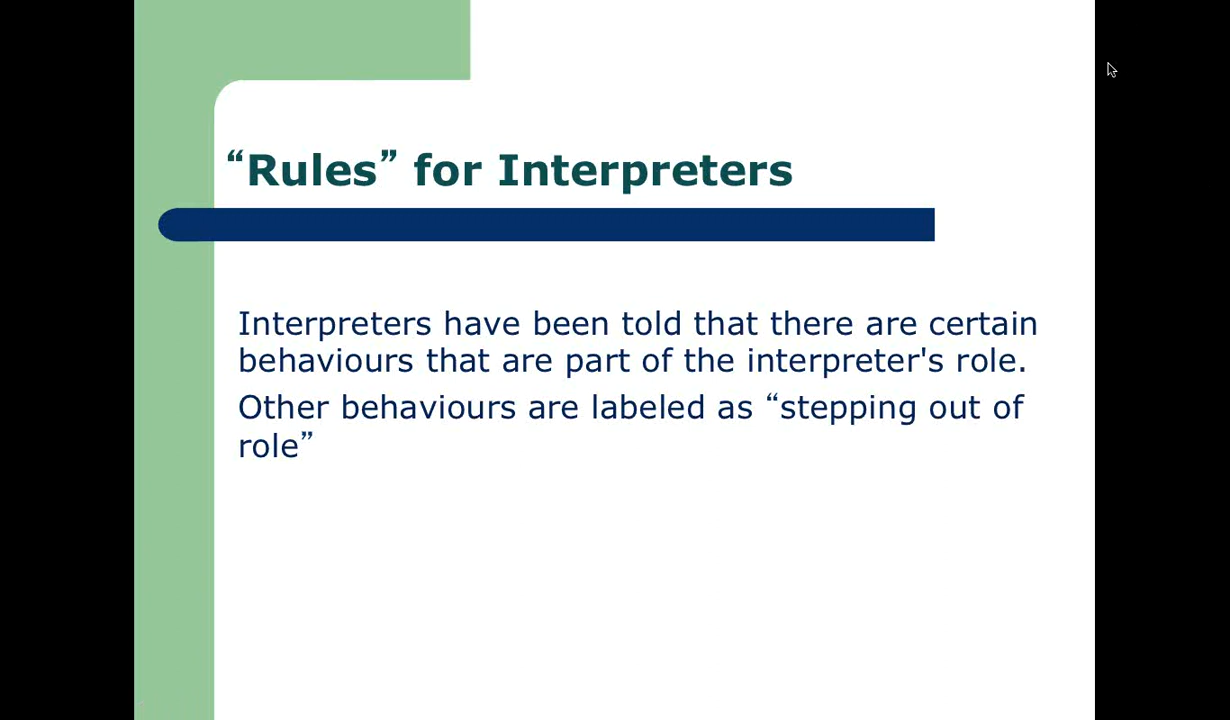 “Rules” for Interpreters
Interpreters have been told that there are certain
behaviours that are part of the interpreter's role.
Other behaviours are labeled as “stepping out of
role”